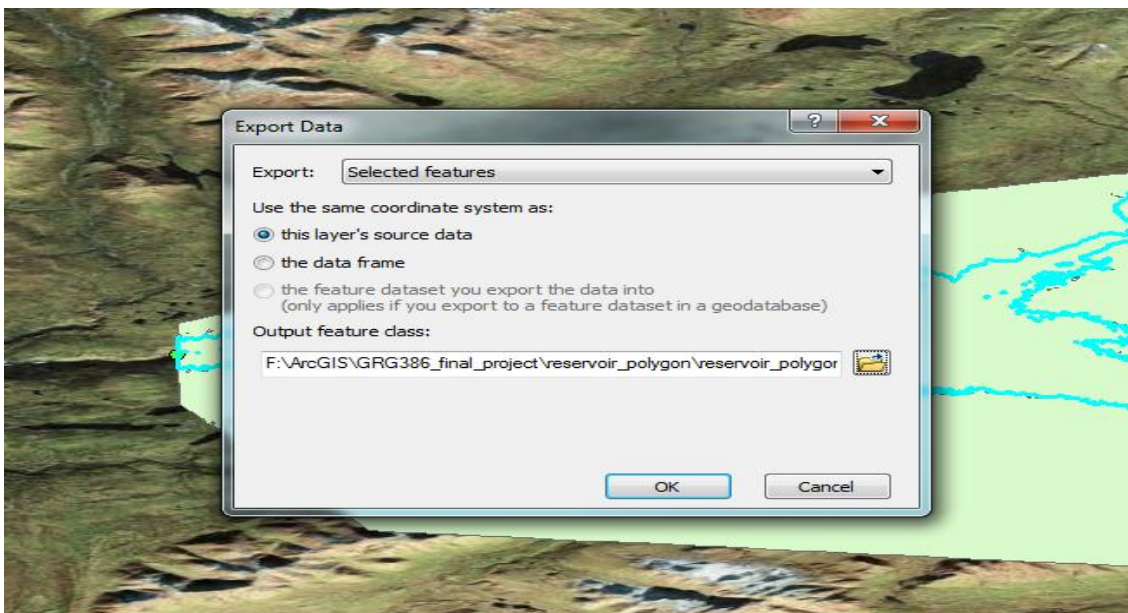 Export Data
Export: Selected features
Use the same coordinate system as:
this layer's source data
the data frame
the feature dataset you export the data into
(only applies if you export to a feature dataset in a geodatabase)
Output feature class:
F:\ArcGIS\GRG386_final_project\reservoir_polygon\reservoir_polygor
OK Cancel